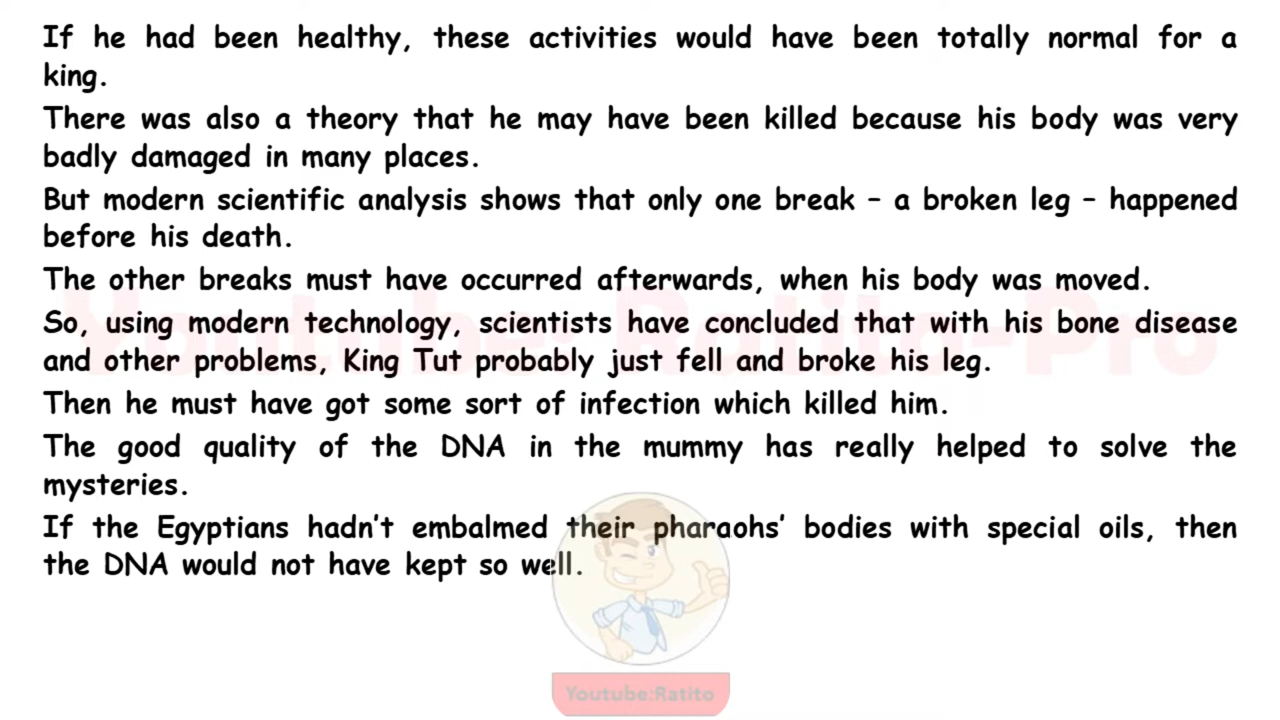 If he had been healthy, these activities would have been totally normal for a
king.
There was also a theory that he may have been killed because his body was very
badly damaged in many places.
But modern scientific analysis shows that only one break – a broken leg – happened
before his death.
The other breaks must have occurred afterwards, when his body was moved.
So, using modern technology, scientists have concluded that with his bone disease
and other problems, King Tut probably just fell and broke his leg.
Then he must have got some sort of infection which killed him.
The good quality of the DNA in the mummy has really helped to solve the
mysteries.
If the Egyptians hadn't embalmed their pharaohs' bodies with special oils, then
the DNA would not have kept so well.
Youtube: Ratita-Pro
Youtube:Ratito